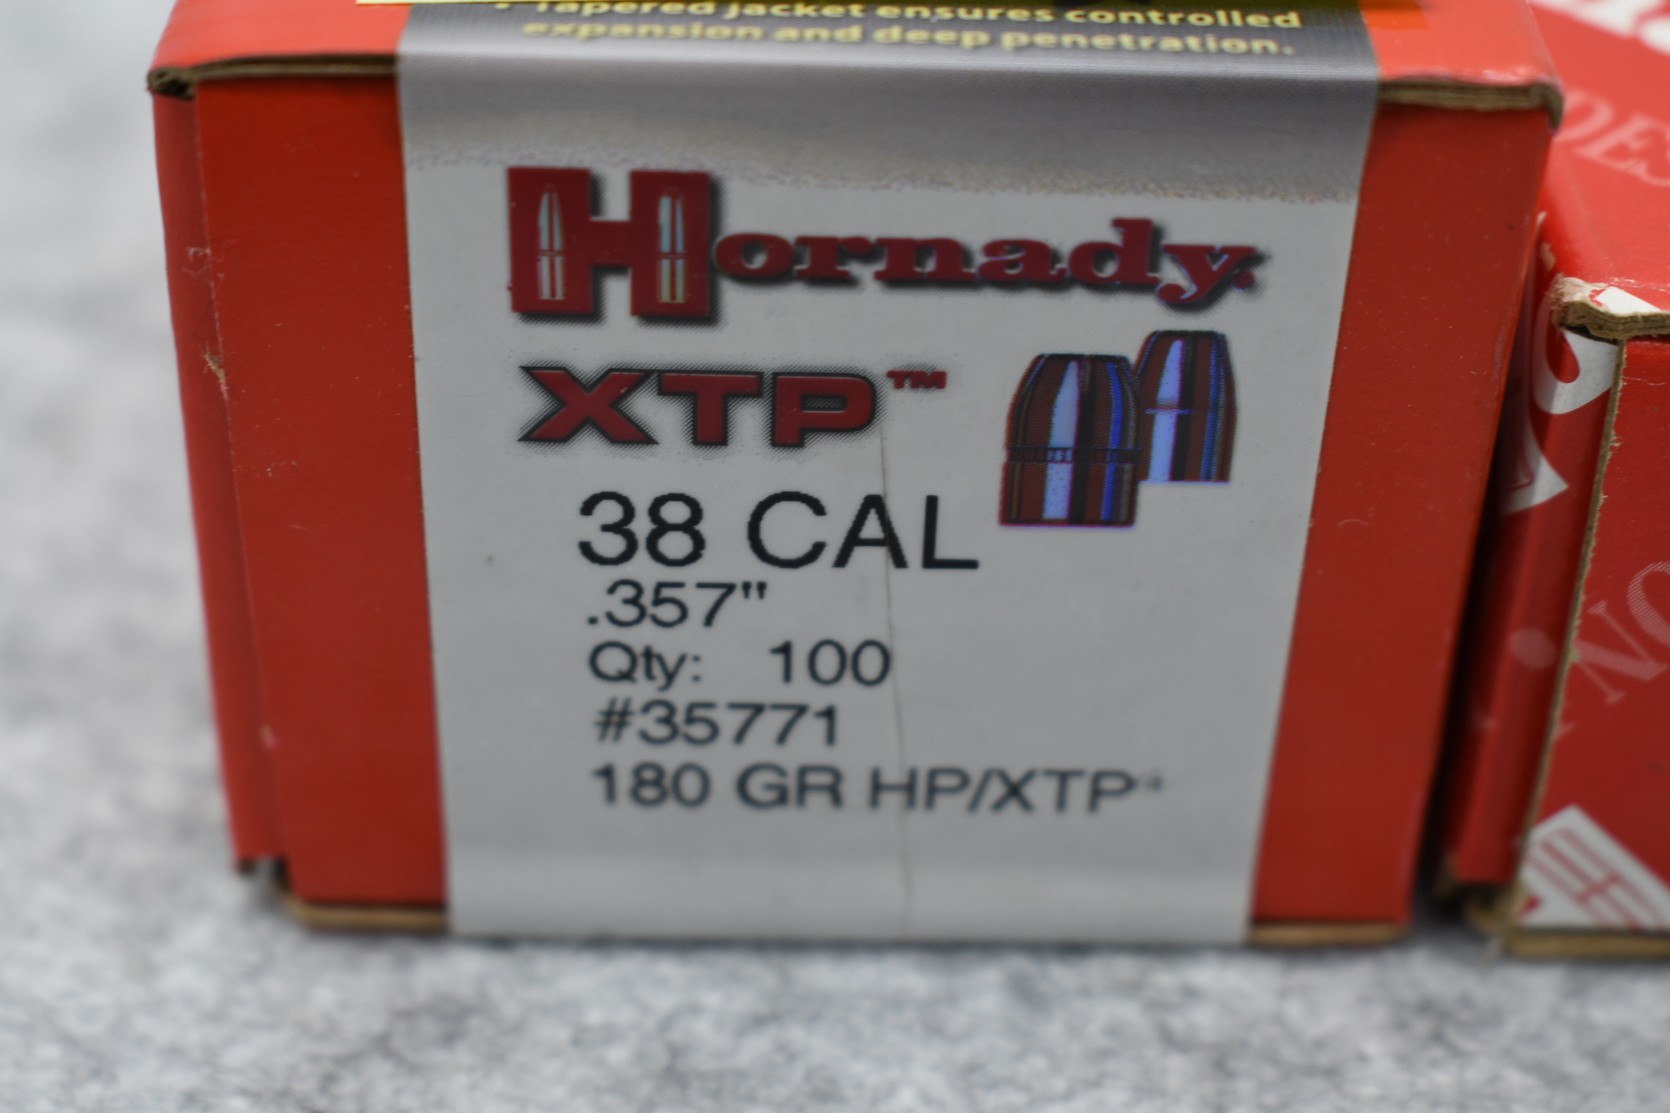 • Tapered jacket ensures controlled
expansion and deep penetration.
Hornady.
XTP™
38 CAL
.357"
Qty: 100
#35771
180 GR HP/XTP